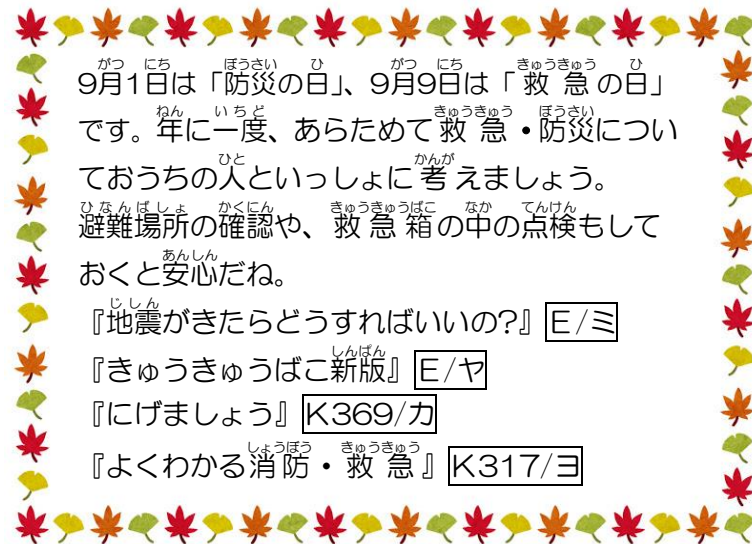 9月1日は「防災の日」、9月9日は「救急の日」
です。年に一度、あらためて救急・防災につい
ておうちの人といっしょに考えましょう。
避難場所の確認や、救急箱の中の点検もして
おくと安心だね。
『地震がきたらどうすればいいの?』E/ミ
『きゅうきゅうばこ新版』E/ヤ
『にげましょう』K369/カ
『よくわかる消防・救急』K317/ヨ